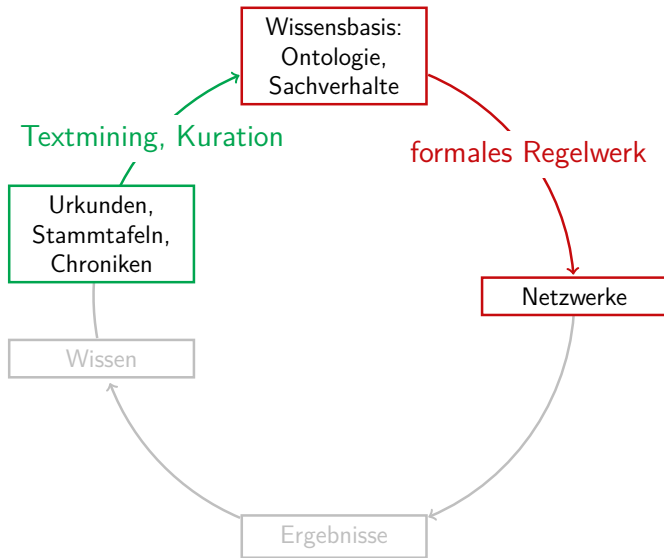 Wissensbasis:
Ontologie,
Sachverhalte
Textmining, Kuration
formales Regelwerk
Urkunden,
Stammtafeln,
Chroniken
Netzwerke
Wissen
Ergebnisse